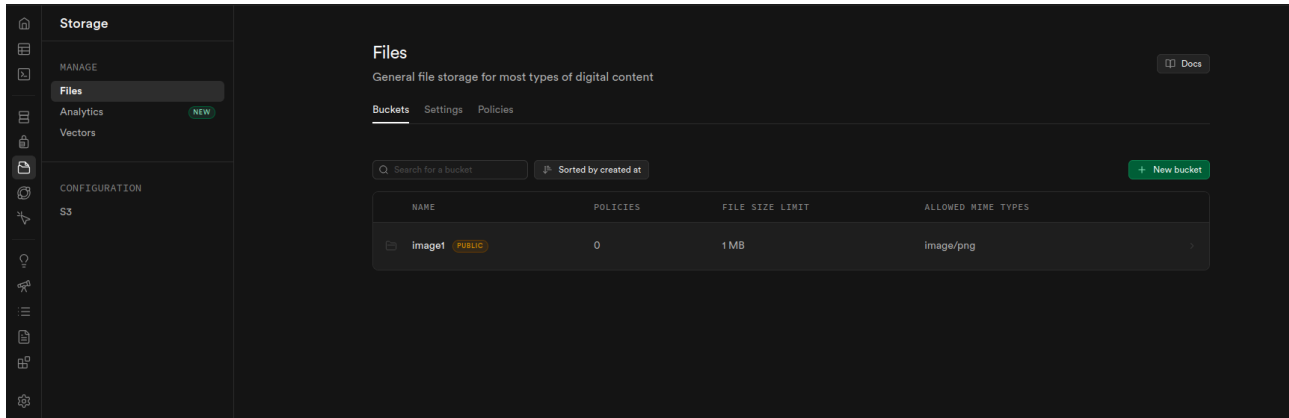 Storage
MANAGE
Files
Analytics NEW
Vectors
CONFIGURATION
S3
Files
General file storage for most types of digital content
Docs
Buckets Settings Policies
Search for a bucket
Sorted by created at
+ New bucket
NAME POLICIES FILE SIZE LIMIT ALLOWED MIME TYPES
image1 PUBLIC 0 1 MB image/png